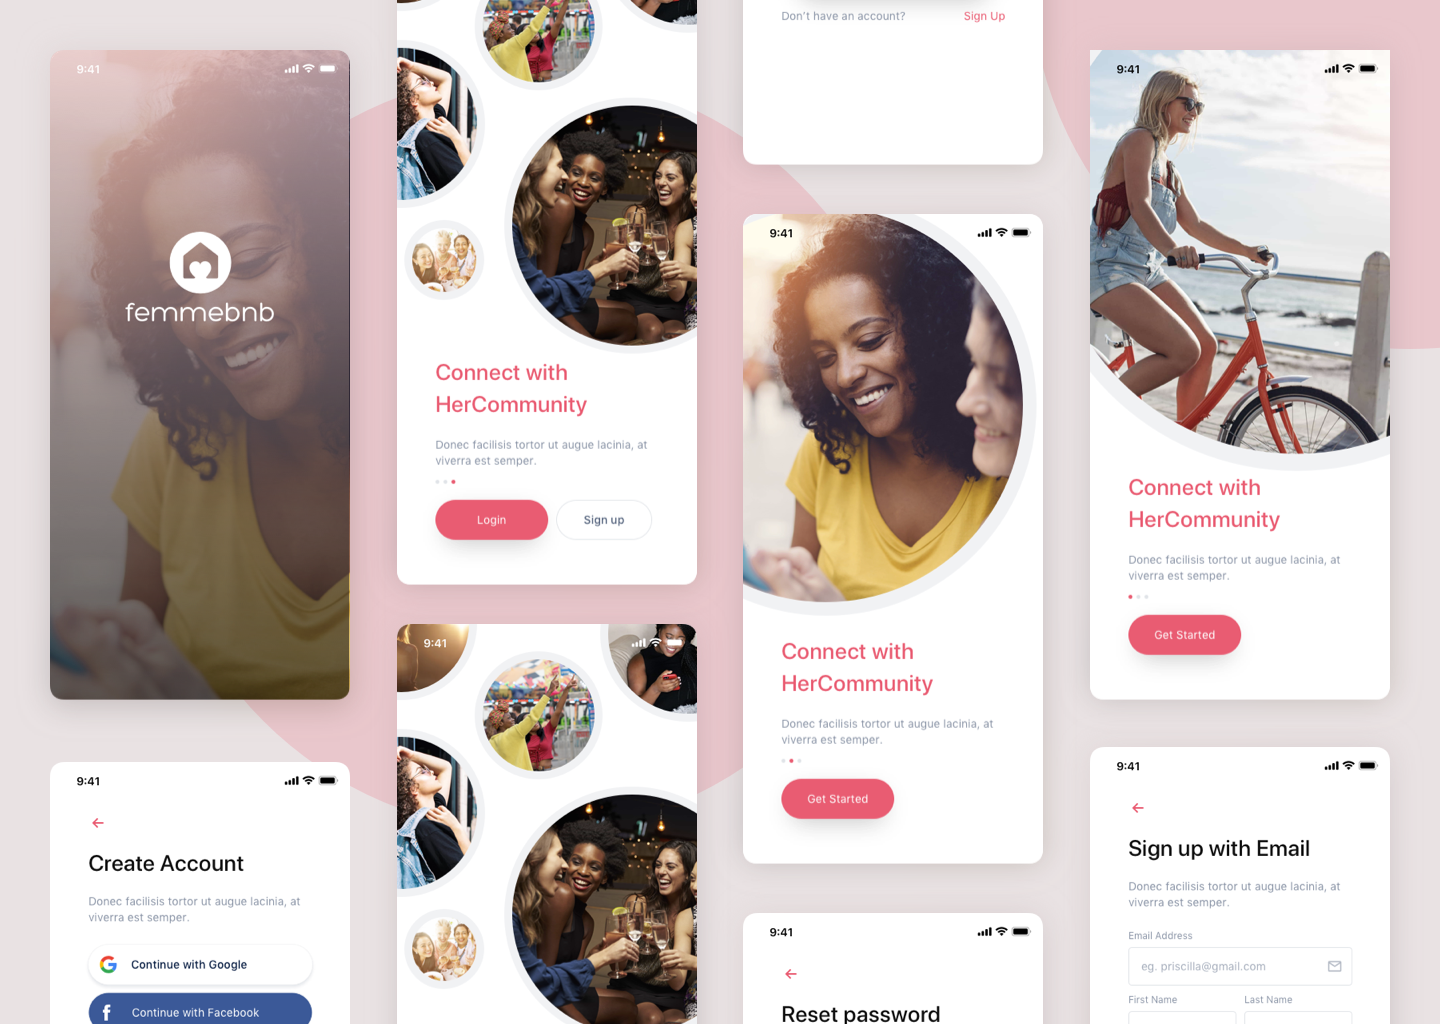 9:41
femmebnb
9:41
Create Account
Donec facilisis tortor ut augue lacinia, at
viverra est semper.
Continue with Google
Continue with Facebook
Connect with
HerCommunity
Donec facilisis tortor ut augue lacinia, at
viverra est semper.
Login
Sign up
9:41
Don't have an account?
Sign Up
9:41
Connect with
HerCommunity
Donec facilisis tortor ut augue lacinia, at
viverra est semper.
Get Started
9:41
Reset password
9:41
Connect with
HerCommunity
Donec facilisis tortor ut augue lacinia, at
viverra est semper.
Get Started
9:41
Sign up with Email
Donec facilisis tortor ut augue lacinia, at
viverra est semper.
Email Address
eg. priscilla@gmail.com
First Name
Last Name